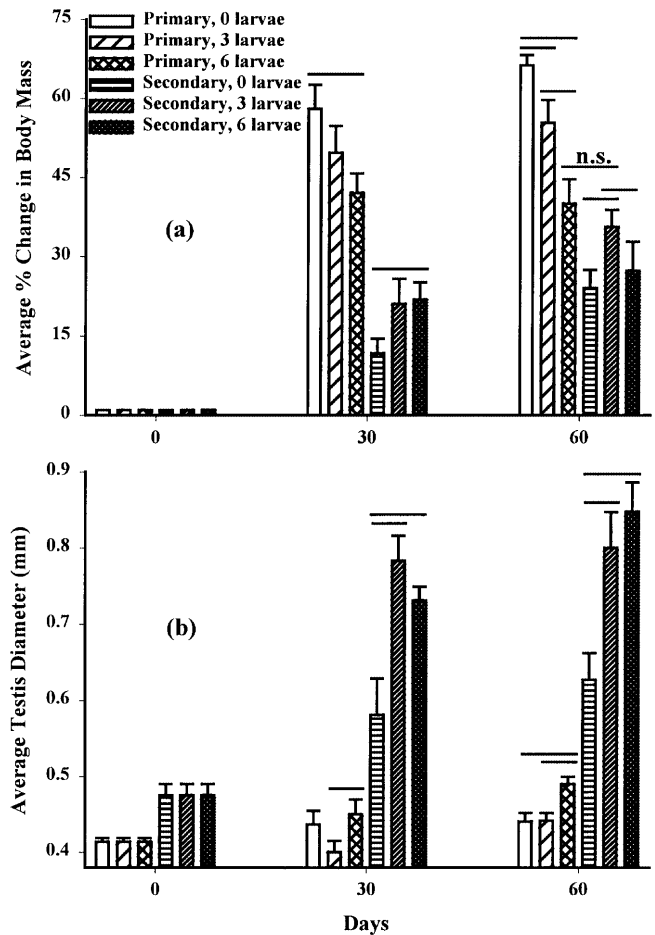 75
60
45
30
15
0
Average % Change in Body Mass
Primary, 0 larvae
Primary, 3 larvae
Primary, 6 larvae
Secondary, 0 larvae
Secondary, 3 larvae
Secondary, 6 larvae
n.s.
(a)
0 30 60
0.9
0.8
0.7
0.6
0.5
0.4
Average Testis Diameter (mm)
(b)
0 30 60
Days